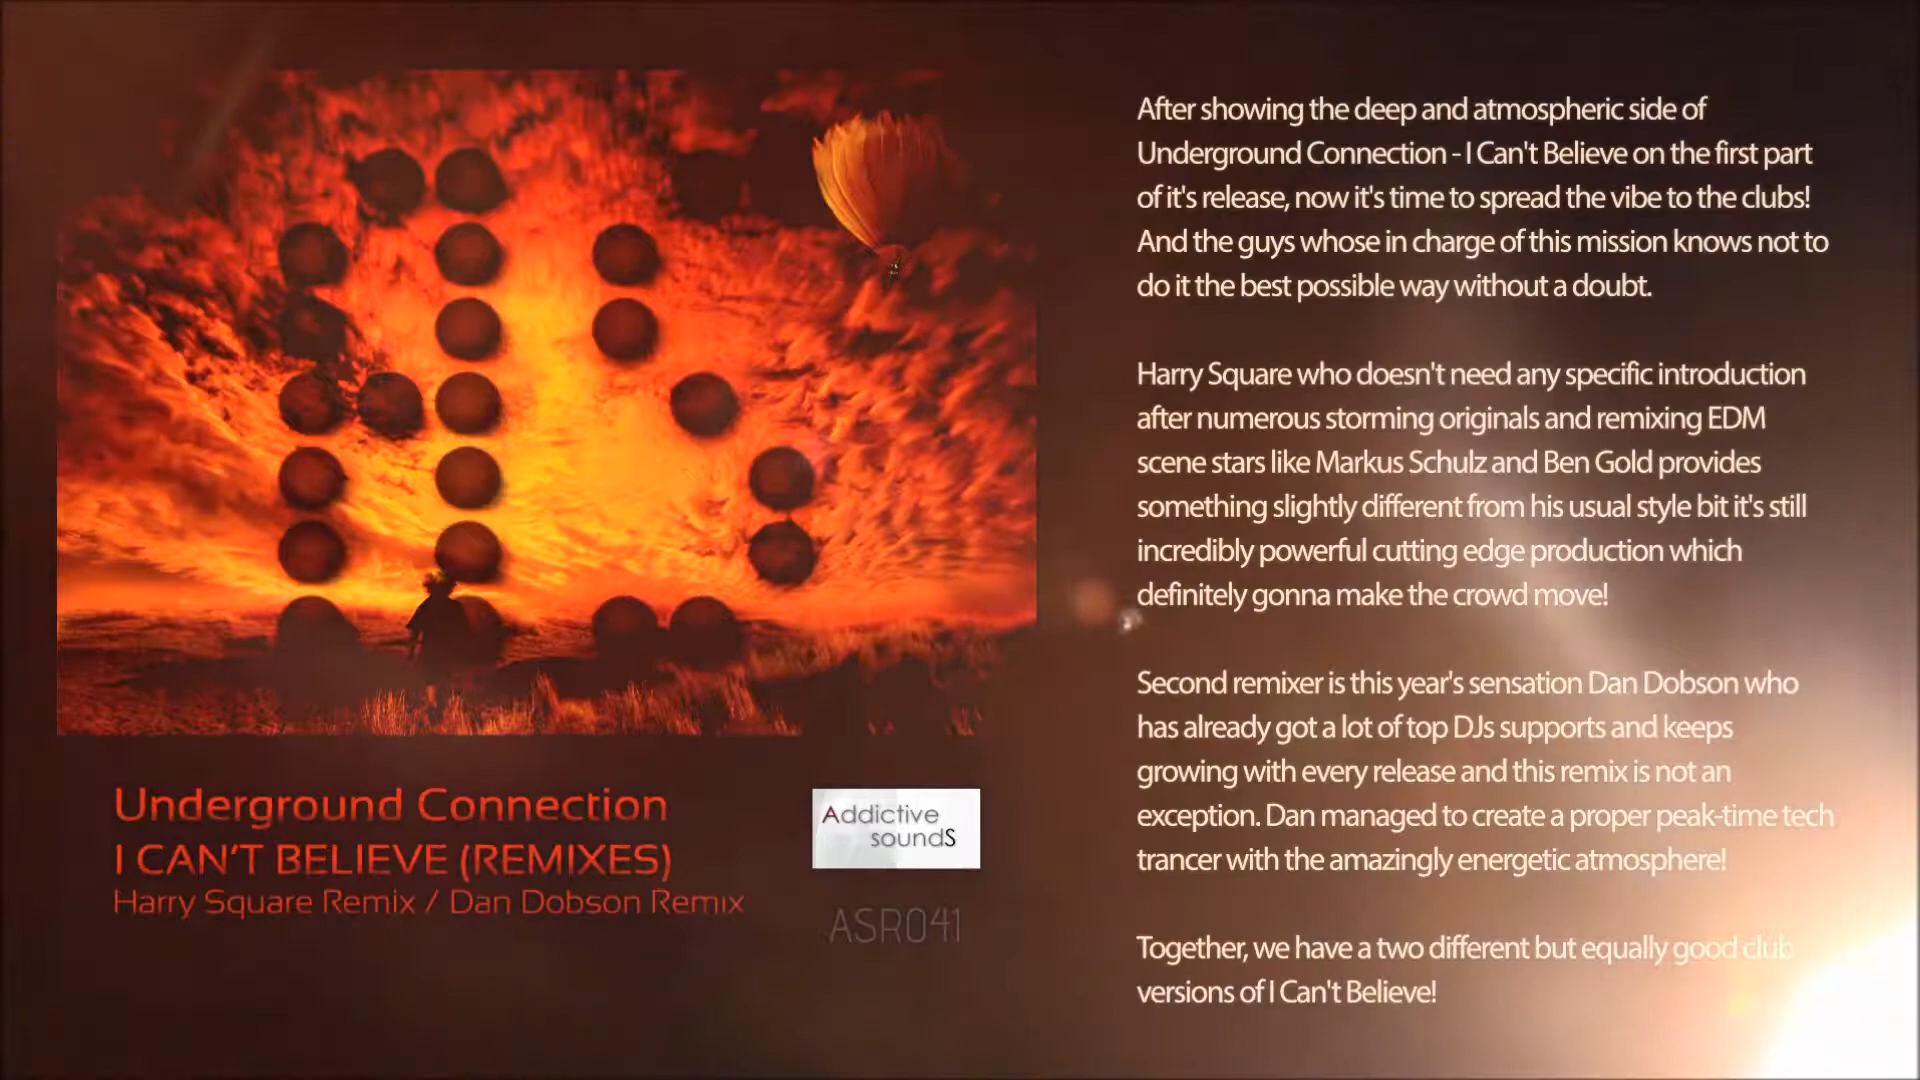 After showing the deep and atmospheric side of
Underground Connection - I Can't Believe on the first part
of it's release, now it's time to spread the vibe to the clubs!
And the guys whose in charge of this mission knows not to
do it the best possible way without a doubt.
Harry Square who doesn't need any specific introduction
after numerous storming originals and remixing EDM
scene stars like Markus Schulz and Ben Gold provides
something slightly different from his usual style bit it's still
incredibly powerful cutting edge production which
definitely gonna make the crowd move!
Second remixer is this year's sensation Dan Dobson who
has already got a lot of top DJs supports and keeps
growing with every release and this remix is not an
exception. Dan managed to create a proper peak-time tech
trancer with the amazingly energetic atmosphere!
Together, we have a two different but equally good club
versions of I Can't Believe!
Underground Connection
I CAN'T BELIEVE (REMIXES)
Harry Square Remix / Dan Dobson Remix
Addictive
soundS
ASR041